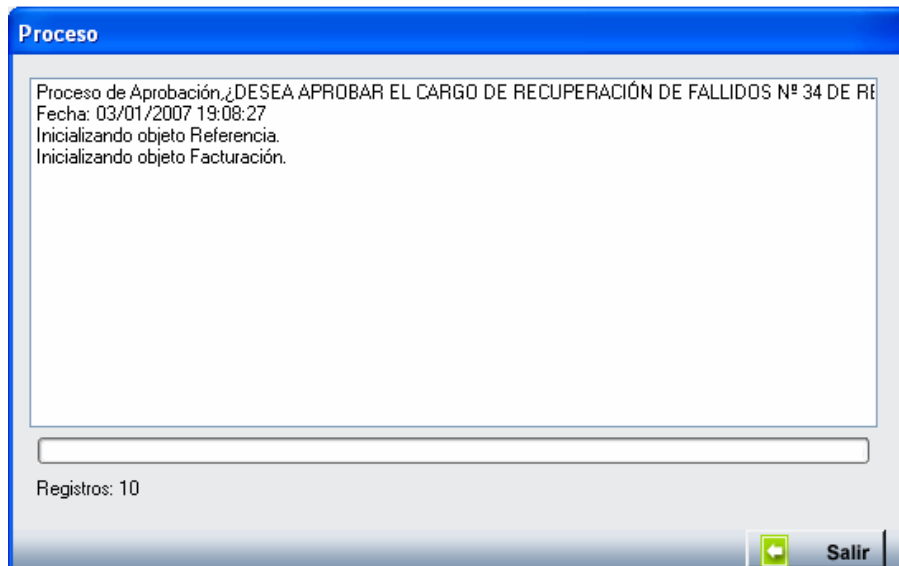 Proceso
Proceso de Aprobación,¿DESEA APROBAR EL CARGO DE RECUPERACIÓN DE FALLIDOS Nº 34 DE
Fecha: 03/01/2007 19:08:27
Inicializando objeto Referencia.
Inicializando objeto Facturación.
Registros: 10
Salir